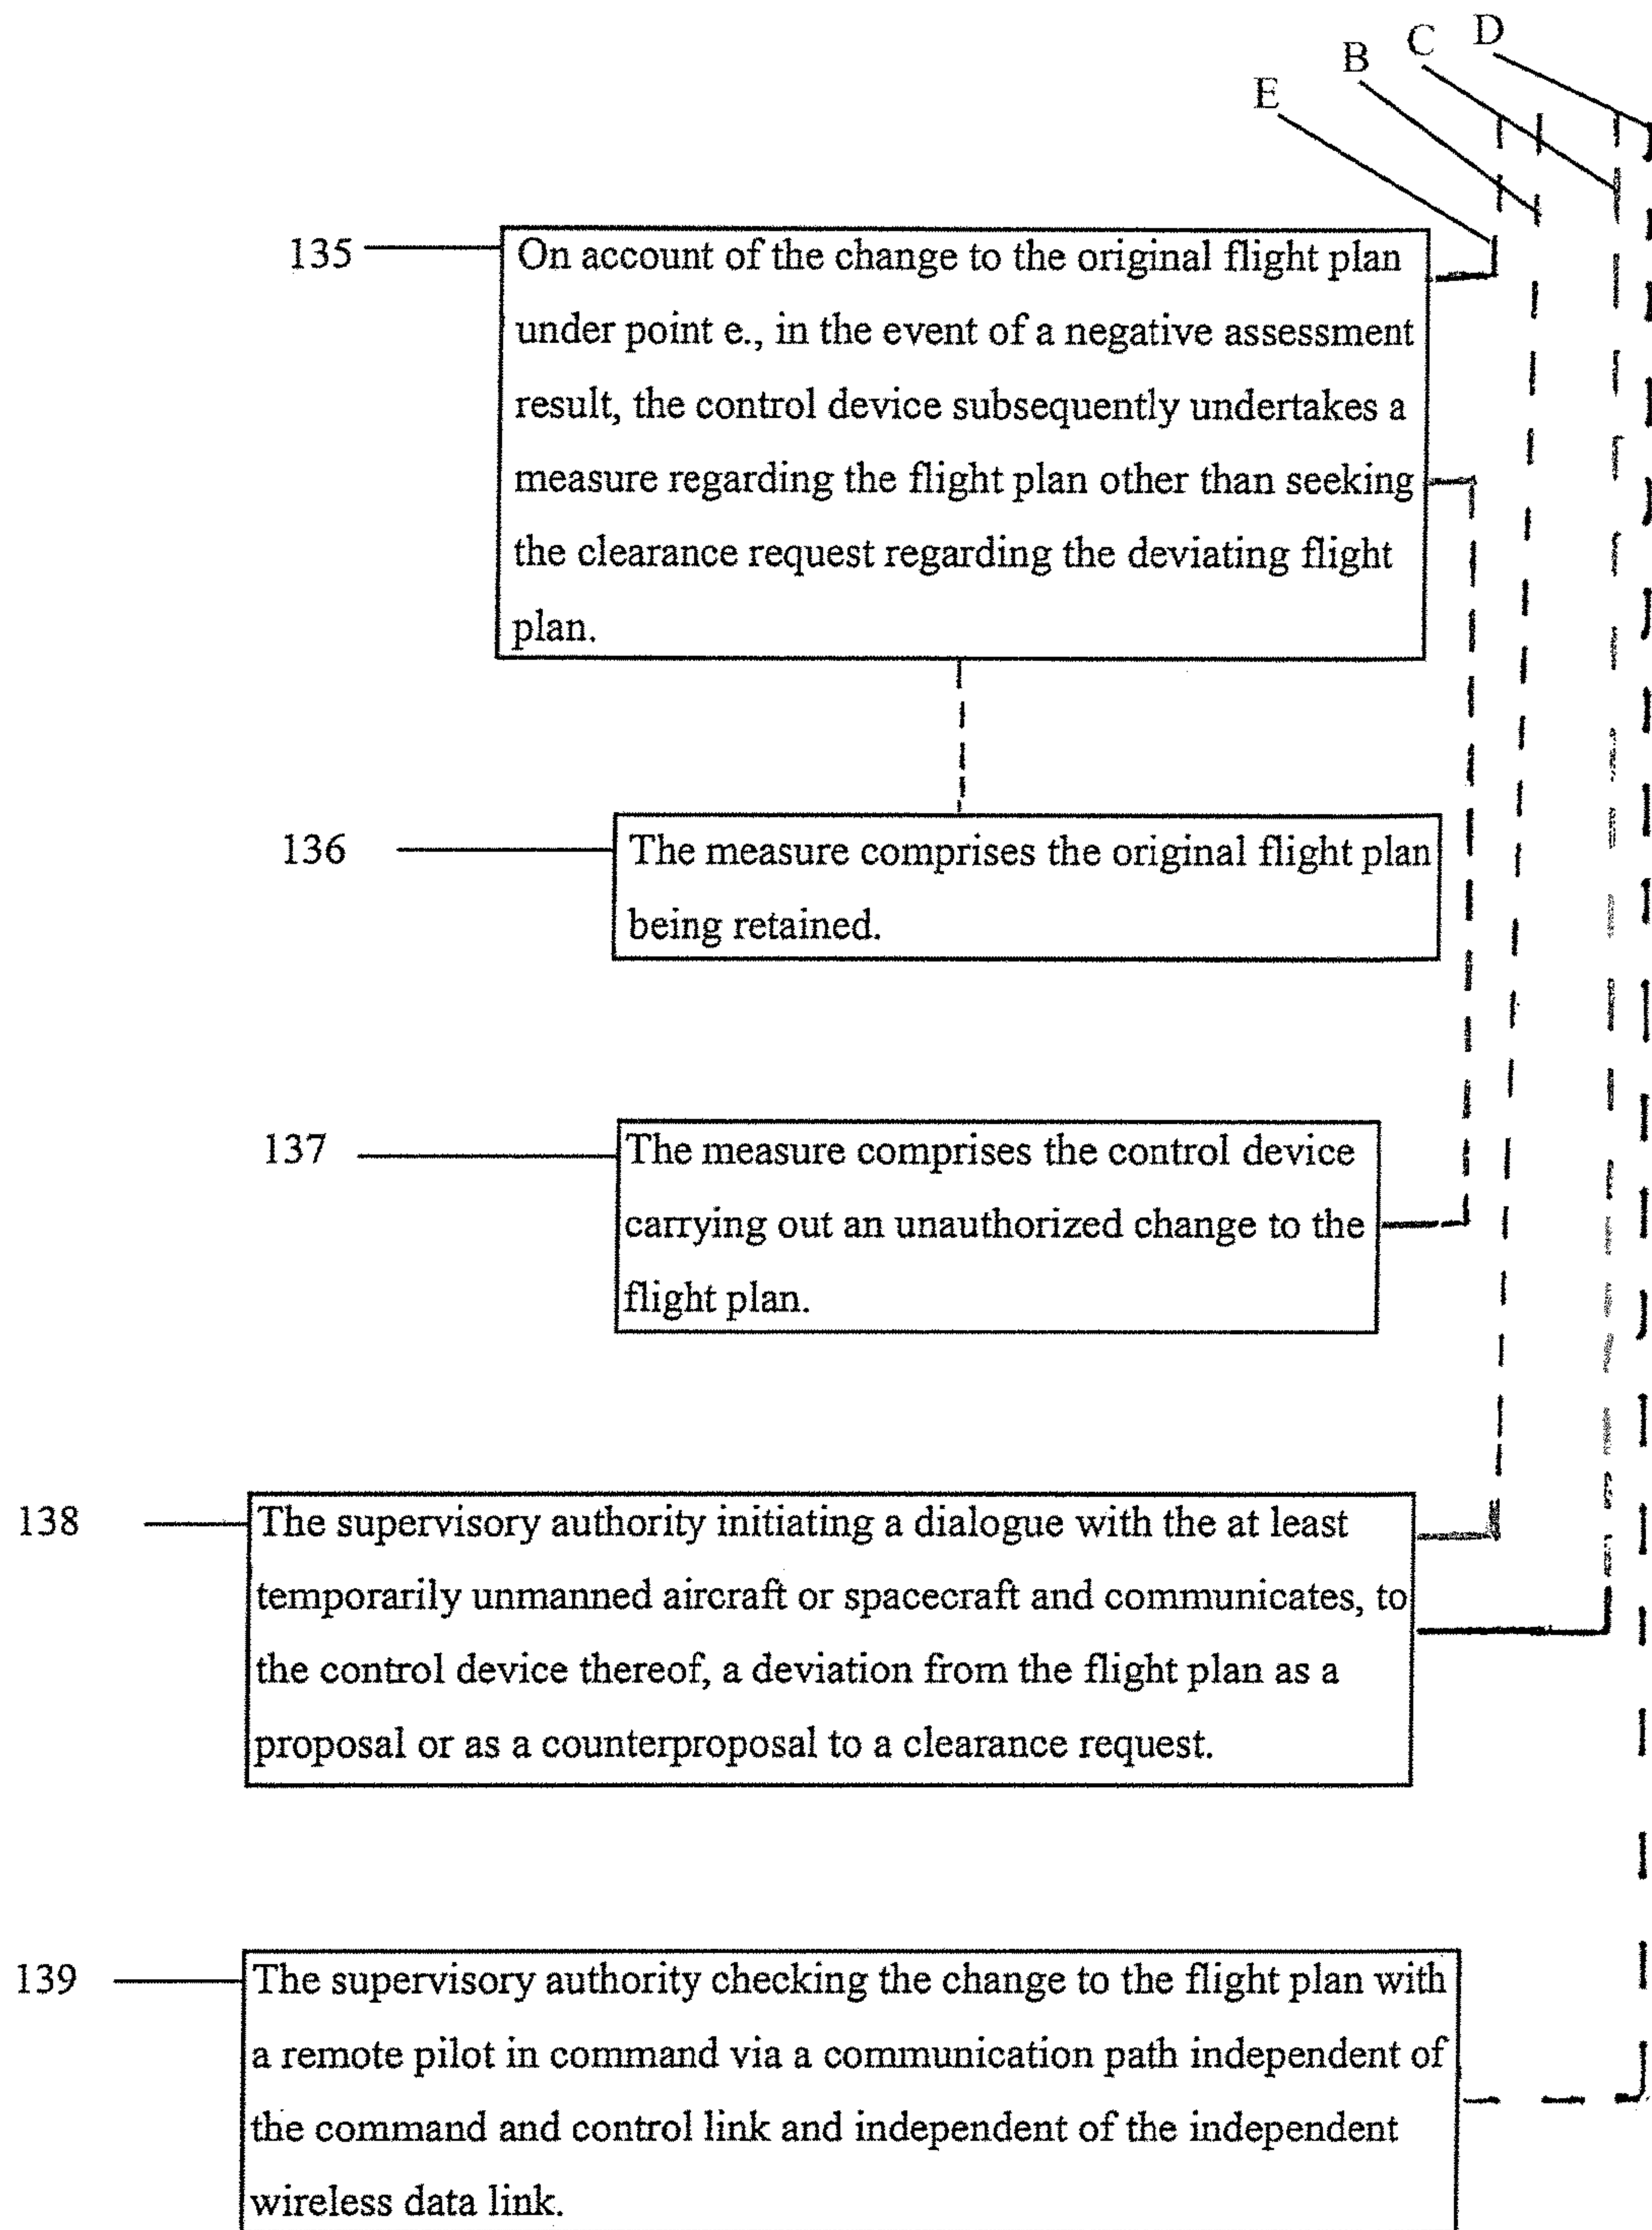 D
C
B
E
135
On account of the change to the original flight plan
under point e., in the event of a negative assessment
result, the control device subsequently undertakes a
measure regarding the flight plan other than seeking
the clearance request regarding the deviating flight
plan.
136
The measure comprises the original flight plan
being retained.
137
The measure comprises the control device
carrying out an unauthorized change to the
flight plan.
138
The supervisory authority initiating a dialogue with the at least
temporarily unmanned aircraft or spacecraft and communicates, to
the control device thereof, a deviation from the flight plan as a
proposal or as a counterproposal to a clearance request.
139
The supervisory authority checking the change to the flight plan with
a remote pilot in command via a communication path independent of
the command and control link and independent of the independent
wireless data link.